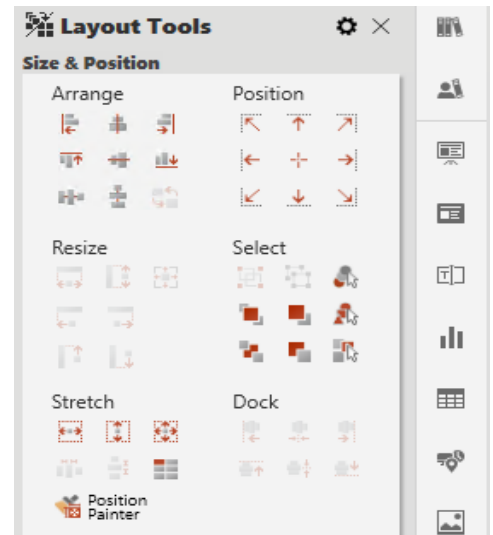 Layout Tools
Size & Position
Arrange
Position
Resize
Select
Stretch
Dock
Position
Painter